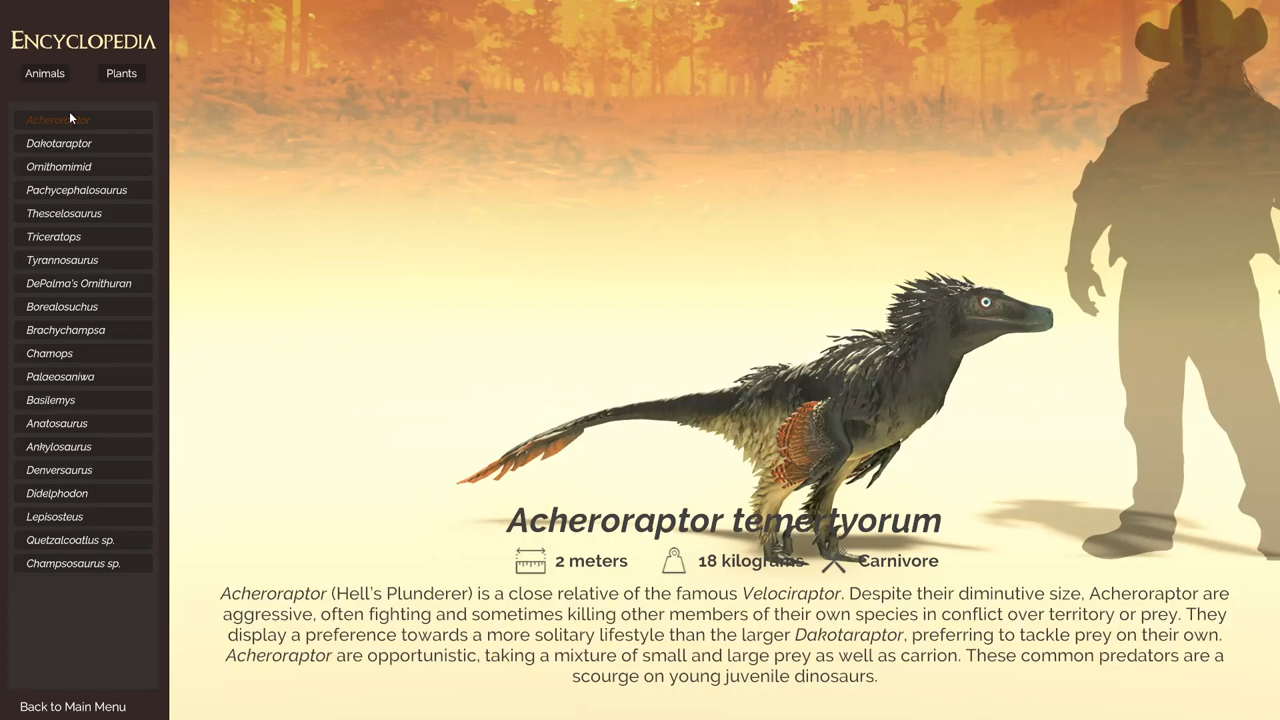 ENCYCLOPEDIA
Animals Plants
Acheroraptor
Dakotaraptor
Ornithomimid
Pachycephalosaurus
Thescelosaurus
Triceratops
Tyrannosaurus
DePalma's Ornithuran
Borealosuchus
Brachychampsa
Chamops
Palaeosaniwa
Basilemys
Anatosaurus
Ankylosaurus
Denversaurus
Didelphodon
Lepisosteus
Quetzalcoatlus sp.
Champsosaurus sp.
Back to Main Menu
Acheroraptor temertyorum
2 meters 18 kilograms Carnivore
Acheroraptor (Hell's Plunderer) is a close relative of the famous Velociraptor. Despite their diminutive size, Acheroraptor are
aggressive, often fighting and sometimes killing other members of their own species in conflict over territory or prey. They
display a preference towards a more solitary lifestyle than the larger Dakotaraptor, preferring to tackle prey on their own.
Acheroraptor are opportunistic, taking a mixture of small and large prey as well as carrion. These common predators are a
scourge on young juvenile dinosaurs.